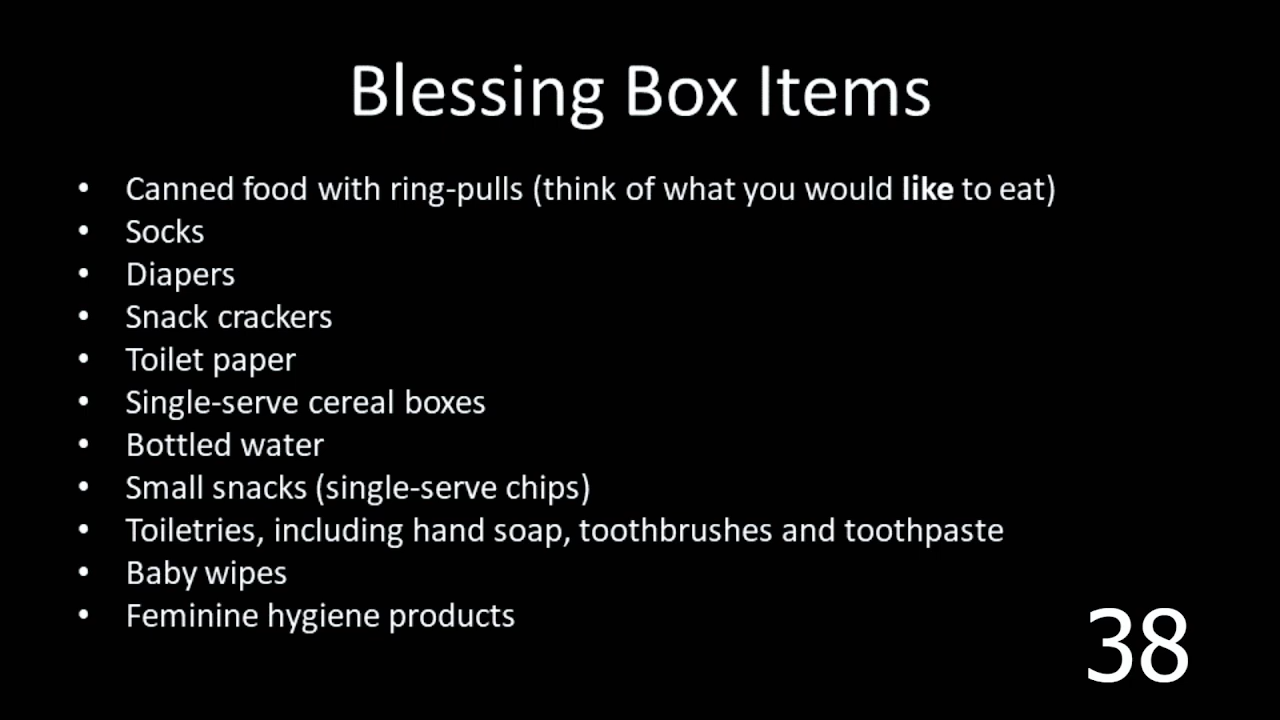 Blessing Box Items
• Canned food with ring-pulls (think of what you would like to eat)
• Socks
• Diapers
• Snack crackers
• Toilet paper
• Single-serve cereal boxes
• Bottled water
• Small snacks (single-serve chips)
• Toiletries, including hand soap, toothbrushes and toothpaste
• Baby wipes
• Feminine hygiene products
38